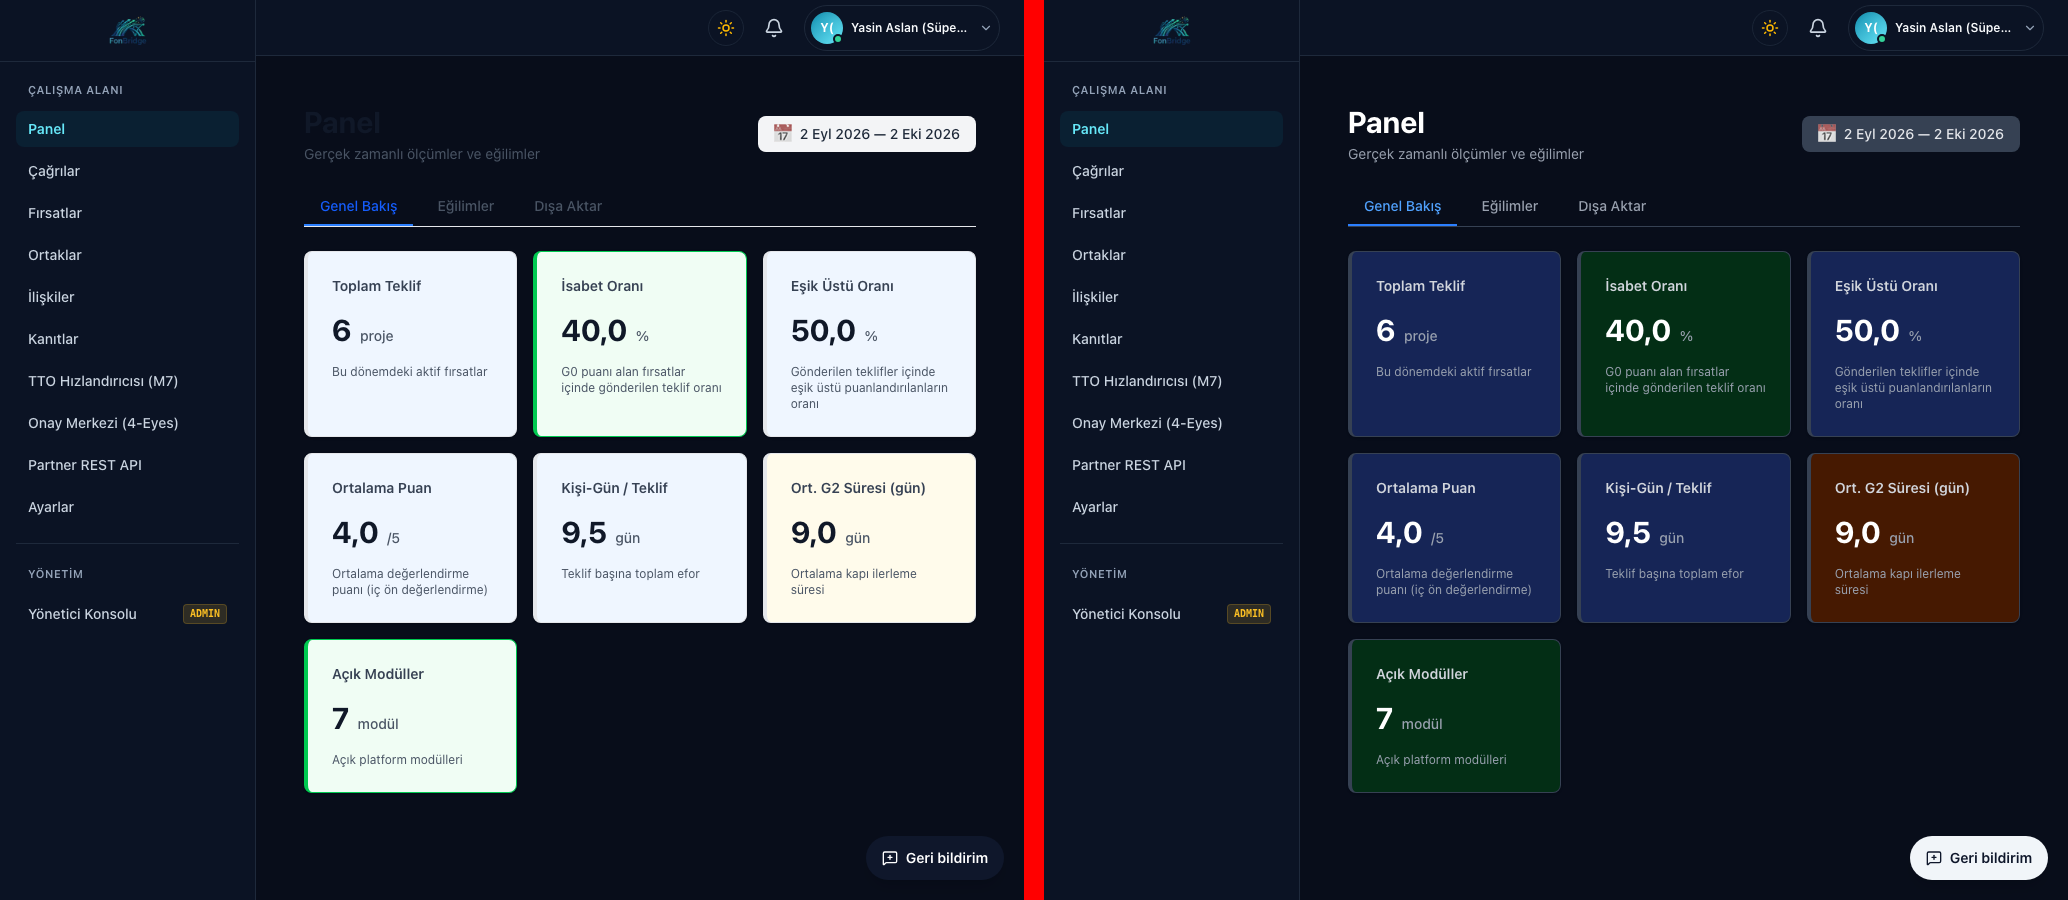 FonBridge
Yasin Aslan (Süpe...
Y(
ÇALIŞMA ALANI
Panel
Çağrılar
Fırsatlar
Ortaklar
İlişkiler
Kanıtlar
TTO Hızlandırıcısı (M7)
Onay Merkezi (4-Eyes)
Partner REST API
Ayarlar
YÖNETİM
Yönetici Konsolu ADMIN
Panel
Gerçek zamanlı ölçümler ve eğilimler
17 2 Eyl 2026 — 2 Eki 2026
Genel Bakış Eğilimler Dışa Aktar
Toplam Teklif
6 proje
Bu dönemdeki aktif fırsatlar
İsabet Oranı
40,0 %
G0 puanı alan fırsatlar
içinde gönderilen teklif oranı
Eşik Üstü Oranı
50,0 %
Gönderilen teklifler içinde
eşik üstü puanlandırılanların
oranı
Ortalama Puan
4,0 /5
Ortalama değerlendirme
puanı (iç ön değerlendirme)
Kişi-Gün / Teklif
9,5 gün
Teklif başına toplam efor
Ort. G2 Süresi (gün)
9,0 gün
Ortalama kapı ilerleme
süresi
Açık Modüller
7 modül
Açık platform modülleri
Geri bildirim
FonBridge
Y(
Yasin Aslan (Süpe...
ÇALIŞMA ALANI
Panel
Çağrılar
Fırsatlar
Ortaklar
İlişkiler
Kanıtlar
TTO Hızlandırıcısı (M7)
Onay Merkezi (4-Eyes)
Partner REST API
Ayarlar
YÖNETİM
Yönetici Konsolu ADMIN
Panel
Gerçek zamanlı ölçümler ve eğilimler
17 2 Eyl 2026 — 2 Eki 2026
Genel Bakış Eğilimler Dışa Aktar
Toplam Teklif
6 proje
Bu dönemdeki aktif fırsatlar
İsabet Oranı
40,0 %
G0 puanı alan fırsatlar
içinde gönderilen teklif oranı
Eşik Üstü Oranı
50,0 %
Gönderilen teklifler içinde
eşik üstü puanlandırılanların
oranı
Ortalama Puan
4,0 /5
Ortalama değerlendirme
puanı (iç ön değerlendirme)
Kişi-Gün / Teklif
9,5 gün
Teklif başına toplam efor
Ort. G2 Süresi (gün)
9,0 gün
Ortalama kapı ilerleme
süresi
Açık Modüller
7 modül
Açık platform modülleri
Geri bildirim